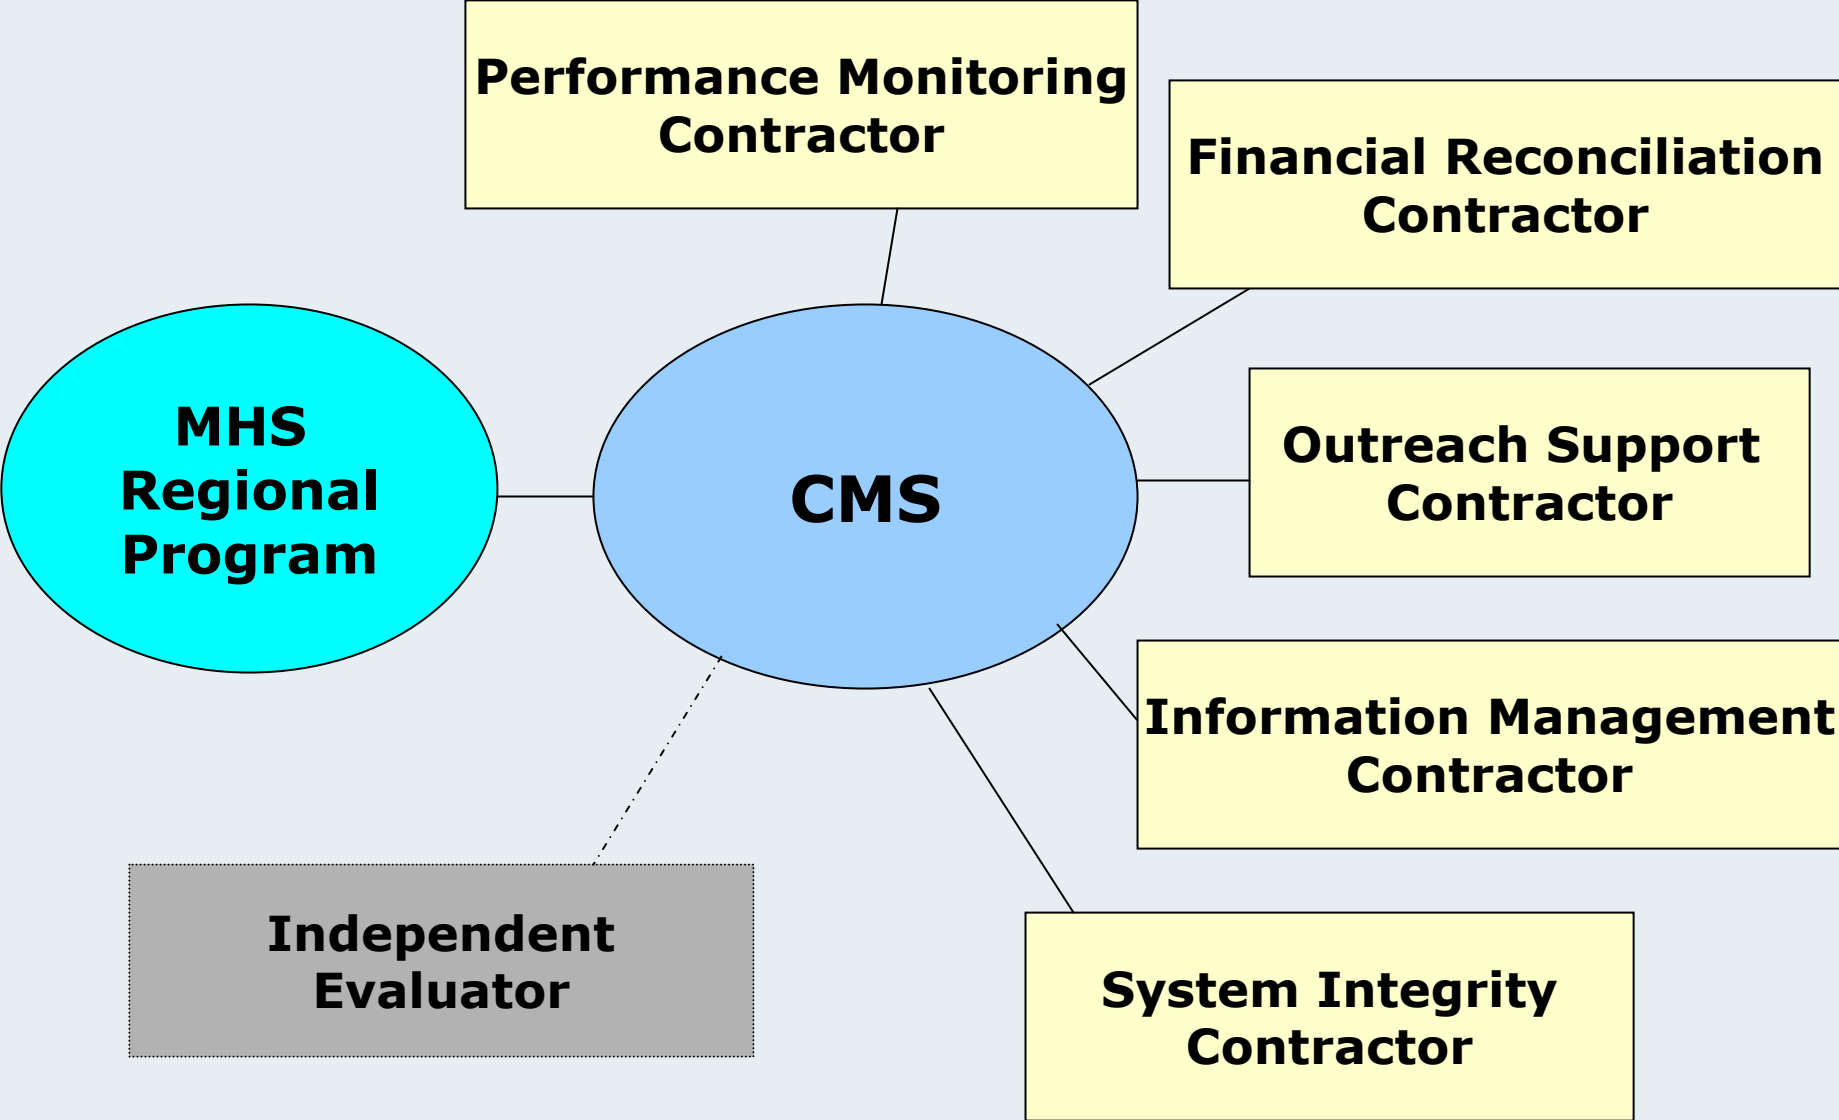 Performance Monitoring
Contractor
Financial Reconciliation
Contractor
MHS
Regional
Program
CMS
Outreach Support
Contractor
Information Management
Contractor
Independent
Evaluator
System Integrity
Contractor